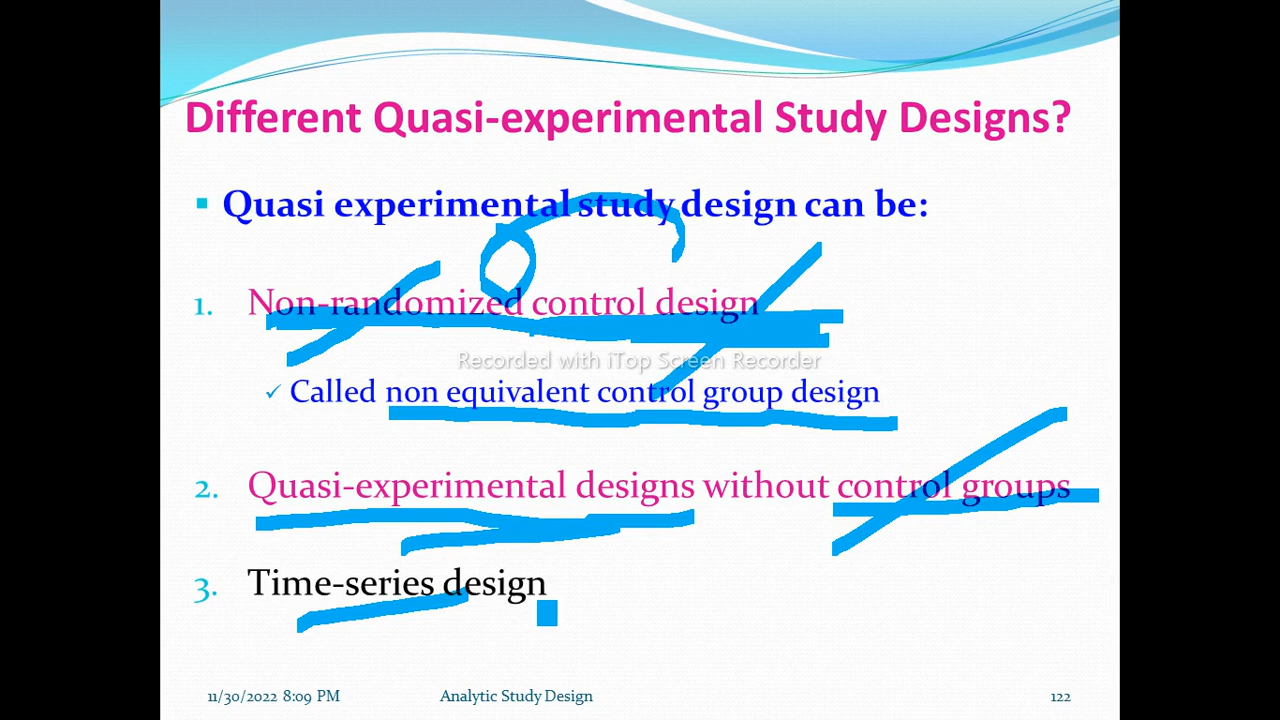 Different Quasi-experimental Study Designs?
▪ Quasi experimental study design can be:
1. Non-randomized control design
Recorded with iTop Screen Recorder
✓ Called non equivalent control group design
2. Quasi-experimental designs without control groups
3. Time-series design
11/30/2022 8:09 PM Analytic Study Design 122